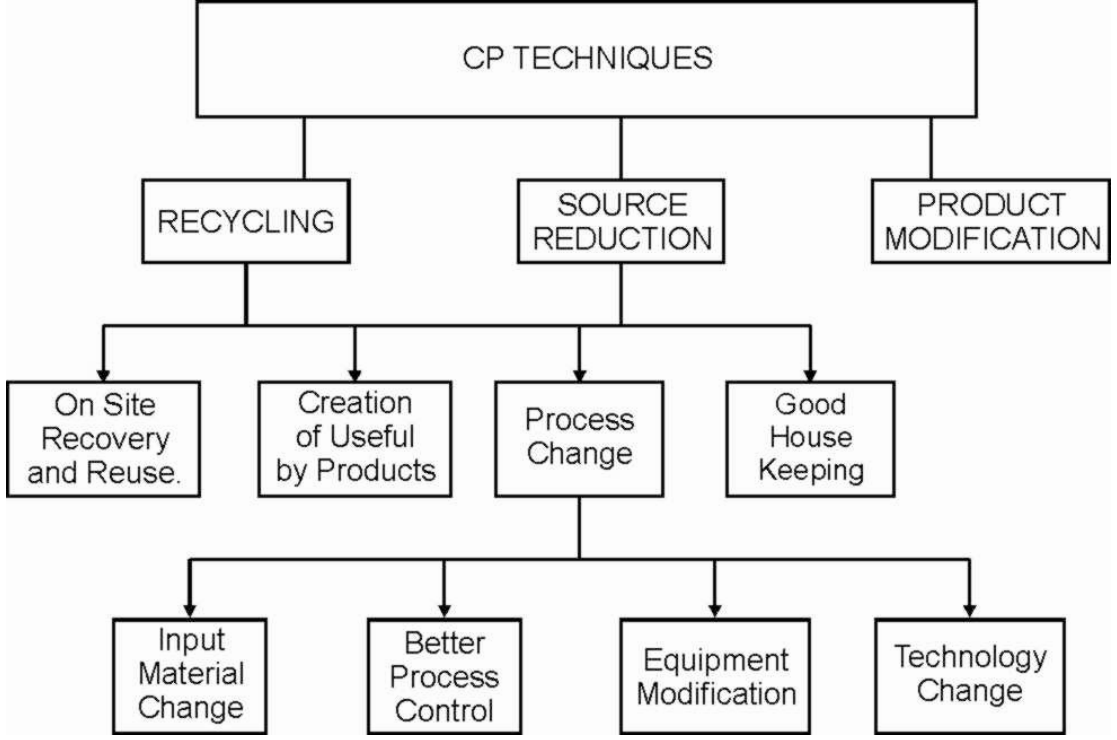 CP TECHNIQUES
RECYCLING
SOURCE
REDUCTION
PRODUCT
MODIFICATION
On Site
Recovery
and Reuse.
Creation
of Useful
by Products
Process
Change
Good
House
Keeping
Input
Material
Change
Better
Process
Control
Equipment
Modification
Technology
Change